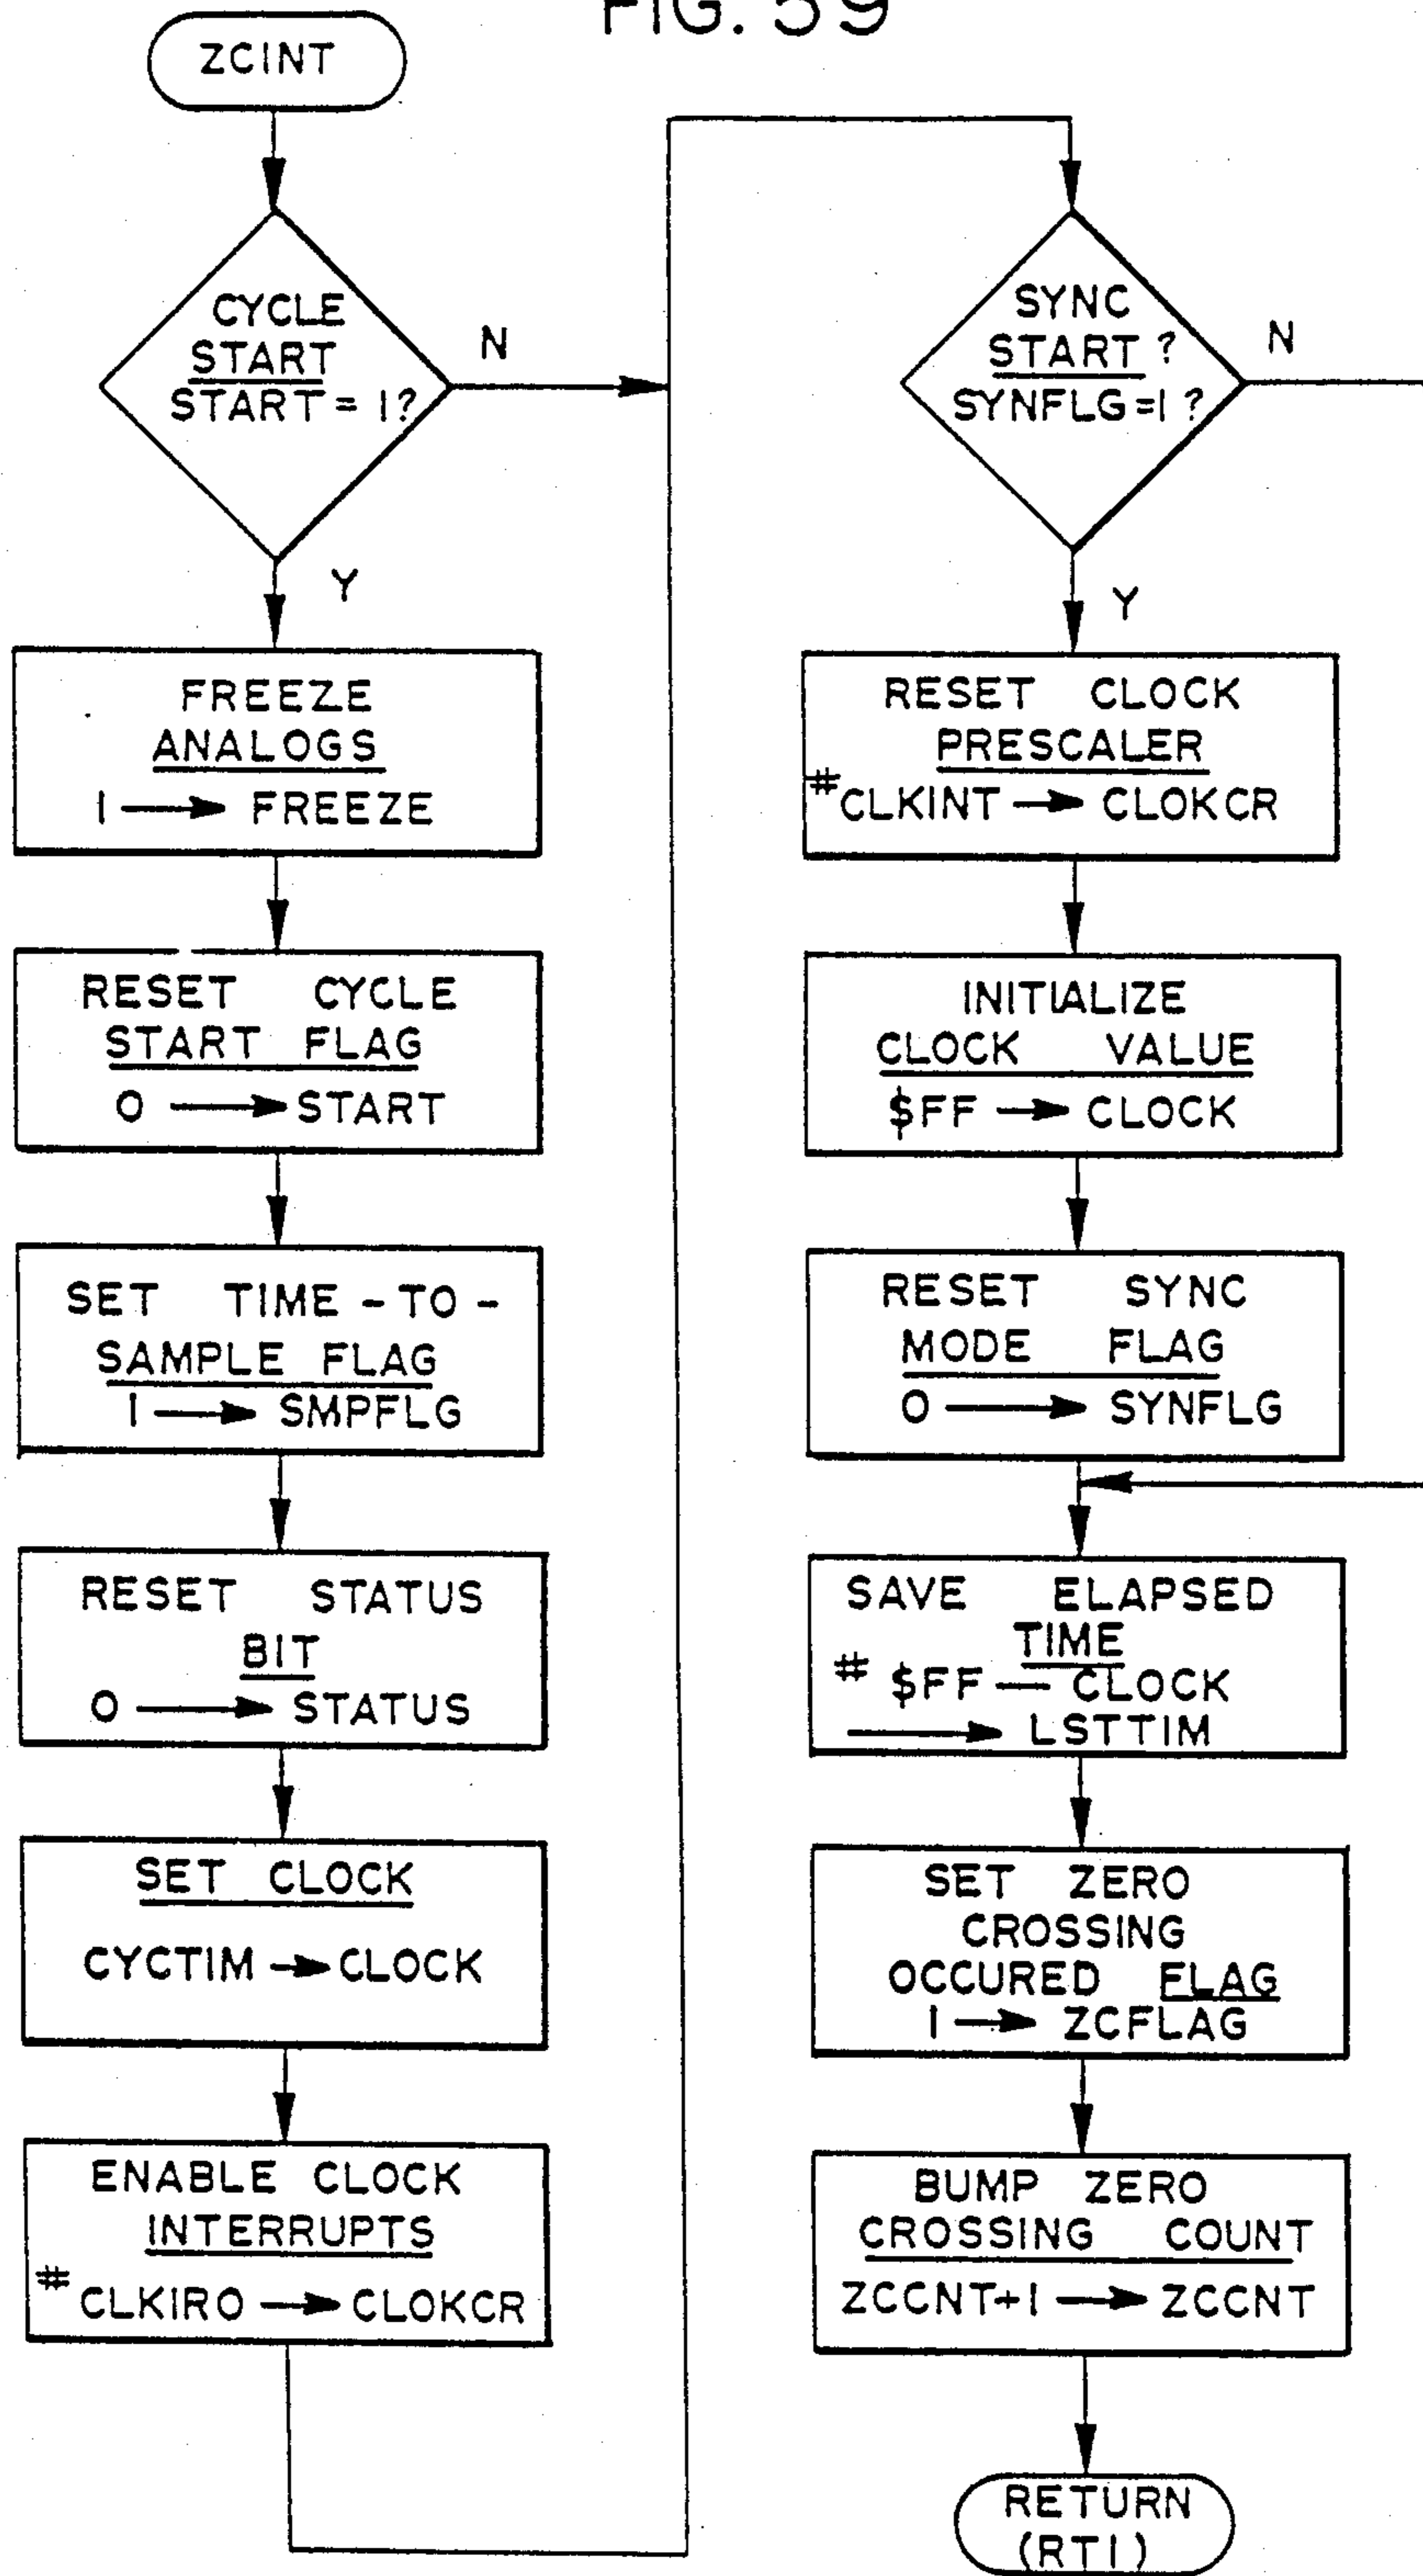 FIG. 59
ZCINT
CYCLE
START
START = 1?
N
Y
FREEZE
ANALOGS
1 → FREEZE
RESET CYCLE
START FLAG
0 → START
SET TIME - TO -
SAMPLE FLAG
1 → SMPFLG
RESET STATUS
BIT
0 → STATUS
SET CLOCK
CYCTIM → CLOCK
ENABLE CLOCK
INTERRUPTS
# CLKIRO → CLOKCR
SYNC
START ?
SYNFLG=1 ?
N
Y
RESET CLOCK
PRESCALER
# CLKINT → CLOKCR
INITIALIZE
CLOCK VALUE
$FF → CLOCK
RESET SYNC
MODE FLAG
0 → SYNFLG
SAVE ELAPSED
TIME
# $FF — CLOCK
→ LSTTIM
SET ZERO
CROSSING
OCCURED FLAG
1 → ZCFLAG
BUMP ZERO
CROSSING COUNT
ZCCNT+1 → ZCCNT
RETURN
(RTI)